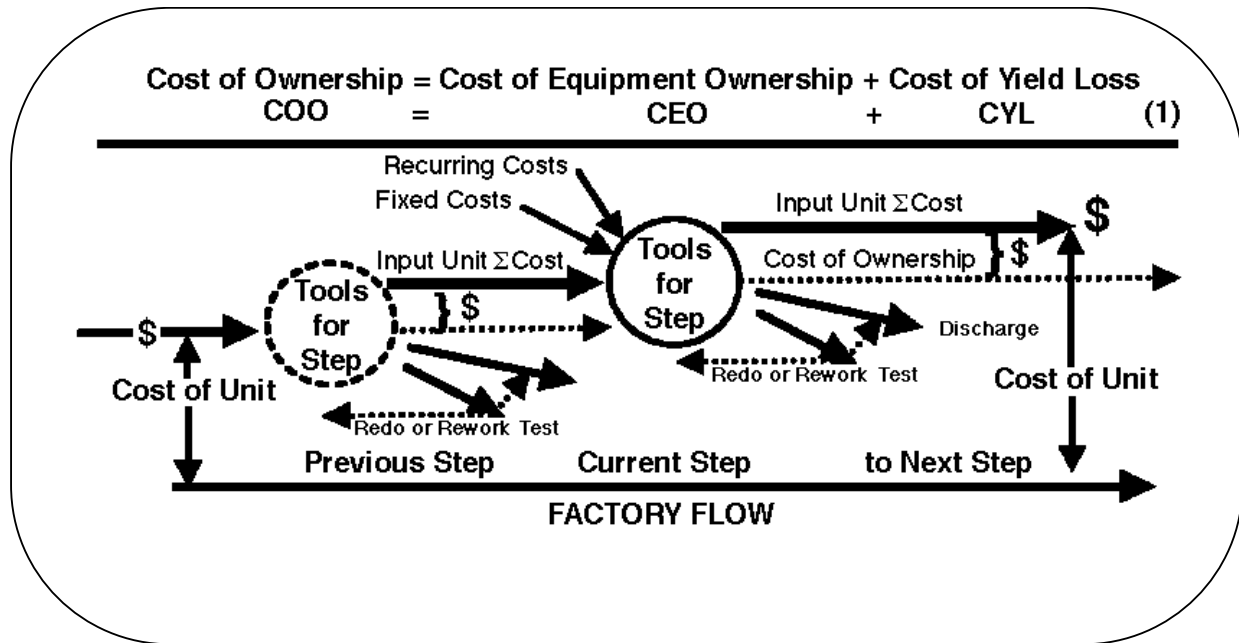 Cost of Ownership = Cost of Equipment Ownership + Cost of Yield Loss
COO = CEO + CYL (1)
Recurring Costs
Fixed Costs
Input Unit ΣCost
$
Tools
for
Step
Cost of Ownership
} $
Input Unit ΣCost
} $
Tools
for
Step
$
Discharge
Redo or Rework Test
Cost of Unit
Cost of Unit
Redo or Rework Test
Previous Step
Current Step
to Next Step
FACTORY FLOW